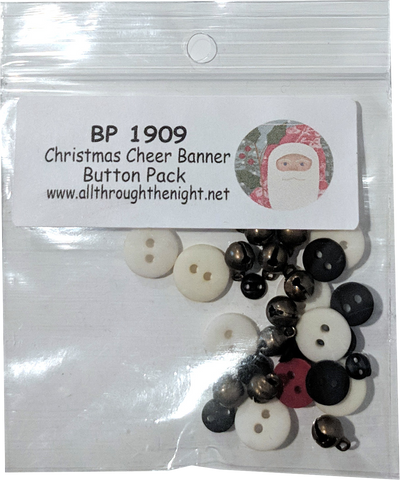 BP 1909
Christmas Cheer Banner
Button Pack
www.allthroughthenight.net